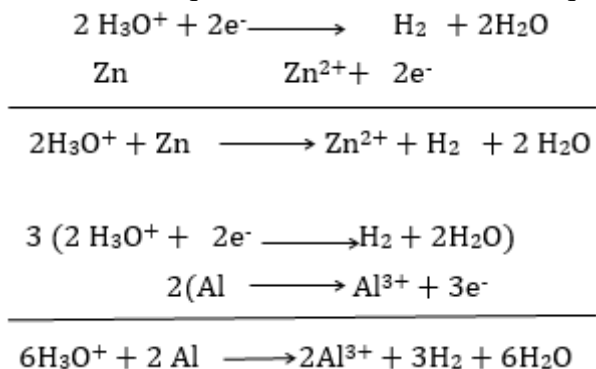 2 H₃O⁺ + 2e⁻ ⟶ H₂ + 2H₂O
Zn Zn²⁺ + 2e⁻
2H₃O⁺ + Zn ⟶ Zn²⁺ + H₂ + 2 H₂O
3 (2 H₃O⁺ + 2e⁻ ⟶ H₂ + 2H₂O)
2(Al ⟶ Al³⁺ + 3e⁻
6H₃O⁺ + 2 Al ⟶ 2Al³⁺ + 3H₂ + 6H₂O